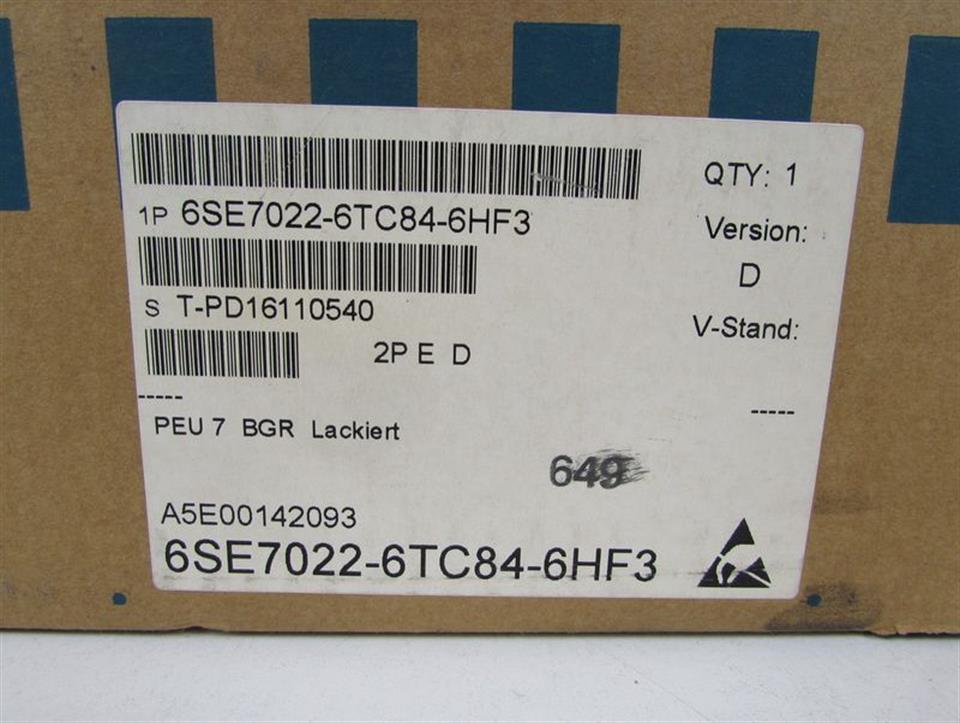 QTY: 1
1P 6SE7022-6TC84-6HF3
Version:
D
S T-PD16110540
V-Stand:
2P E D
-----
-----
PEU 7 BGR Lackiert
649
A5E00142093
6SE7022-6TC84-6HF3